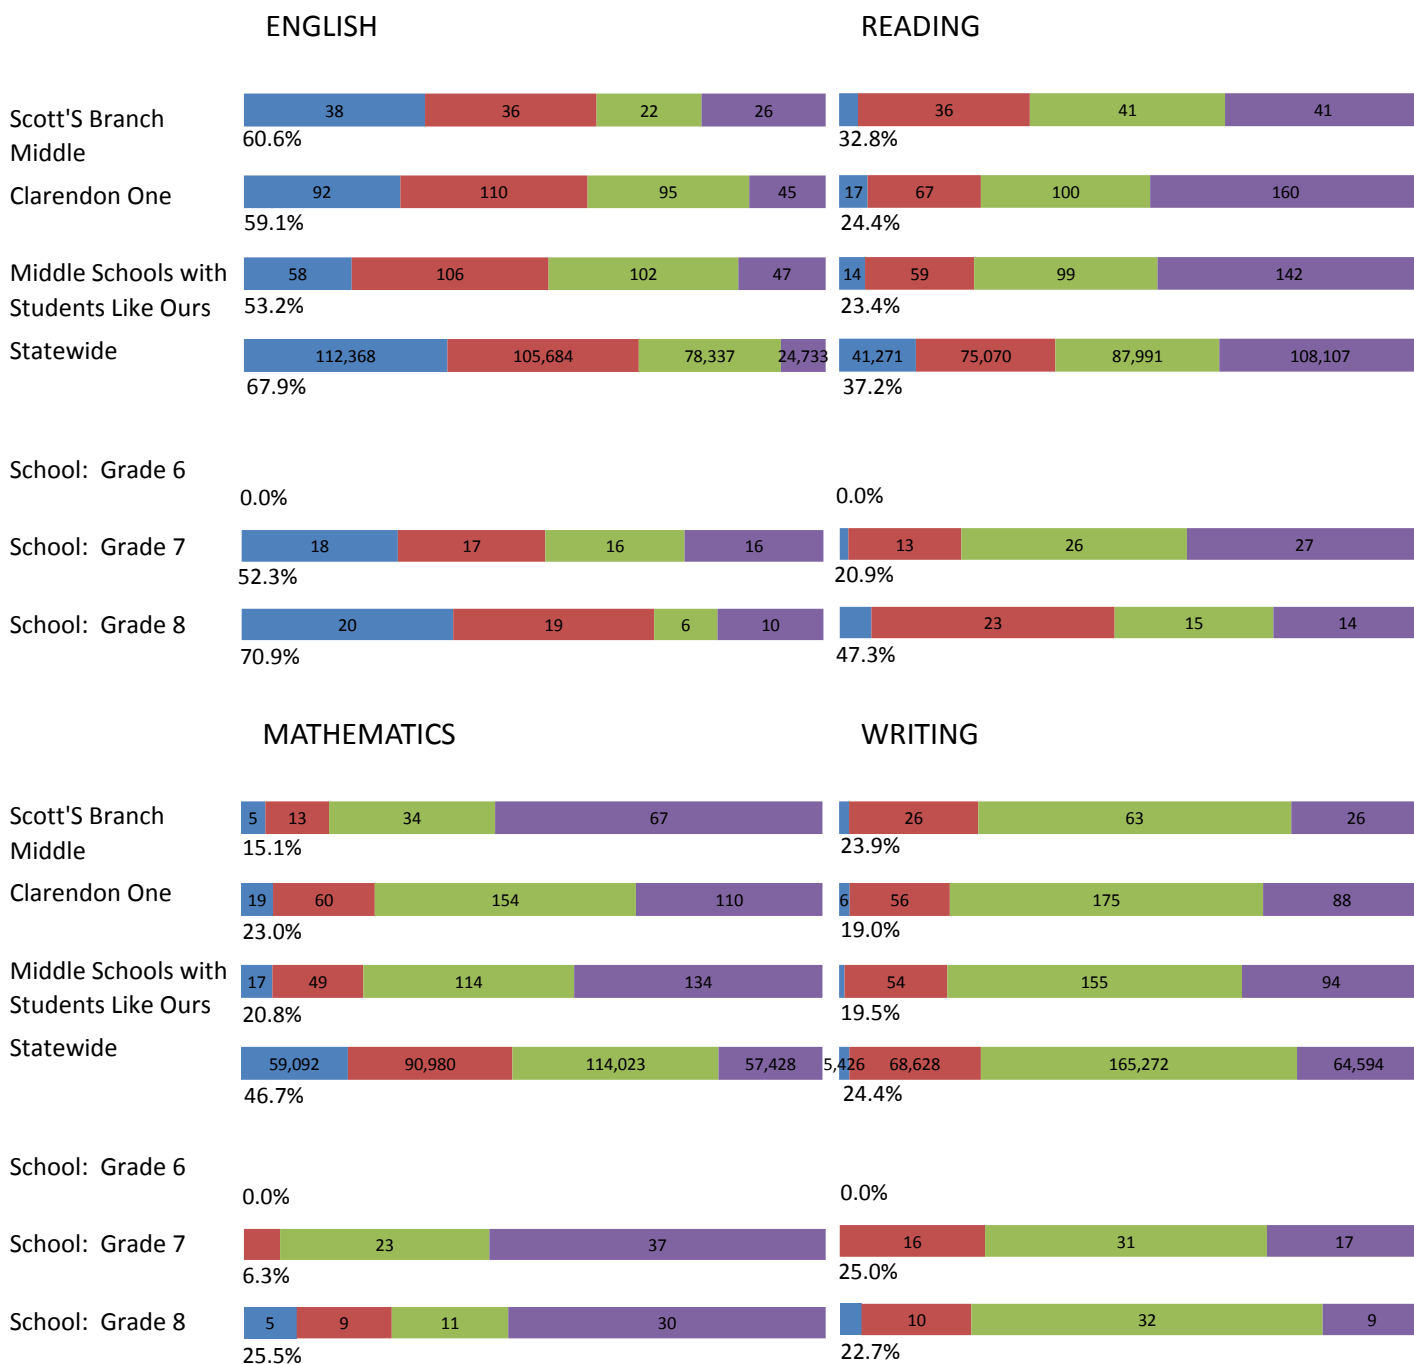 ENGLISH READING
38 36 22 26 36 41 41
Scott'S Branch
60.6% 32.8%
Middle
92 110 95 45 17 67 100 160
Clarendon One
59.1% 24.4%
58 106 102 47 14 59 99 142
Middle Schools with
53.2% 23.4%
Students Like Ours
Statewide
112,368 105,684 78,337 24,733 41,271 75,070 87,991 108,107
67.9% 37.2%
School: Grade 6
0.0% 0.0%
School: Grade 7 18 17 16 16 13 26 27
52.3% 20.9%
School: Grade 8 20 19 6 10 23 15 14
70.9% 47.3%
MATHEMATICS WRITING
Scott'S Branch 5 13 34 67 26 63 26
Middle 15.1% 23.9%
Clarendon One 19 60 154 110 6 56 175 88
23.0% 19.0%
Middle Schools with 17 49 114 134 54 155 94
Students Like Ours 20.8% 19.5%
Statewide 59,092 90,980 114,023 57,428 5,426 68,628 165,272 64,594
46.7% 24.4%
School: Grade 6
0.0% 0.0%
School: Grade 7 23 37 16 31 17
6.3% 25.0%
School: Grade 8 5 9 11 30 10 32 9
25.5% 22.7%